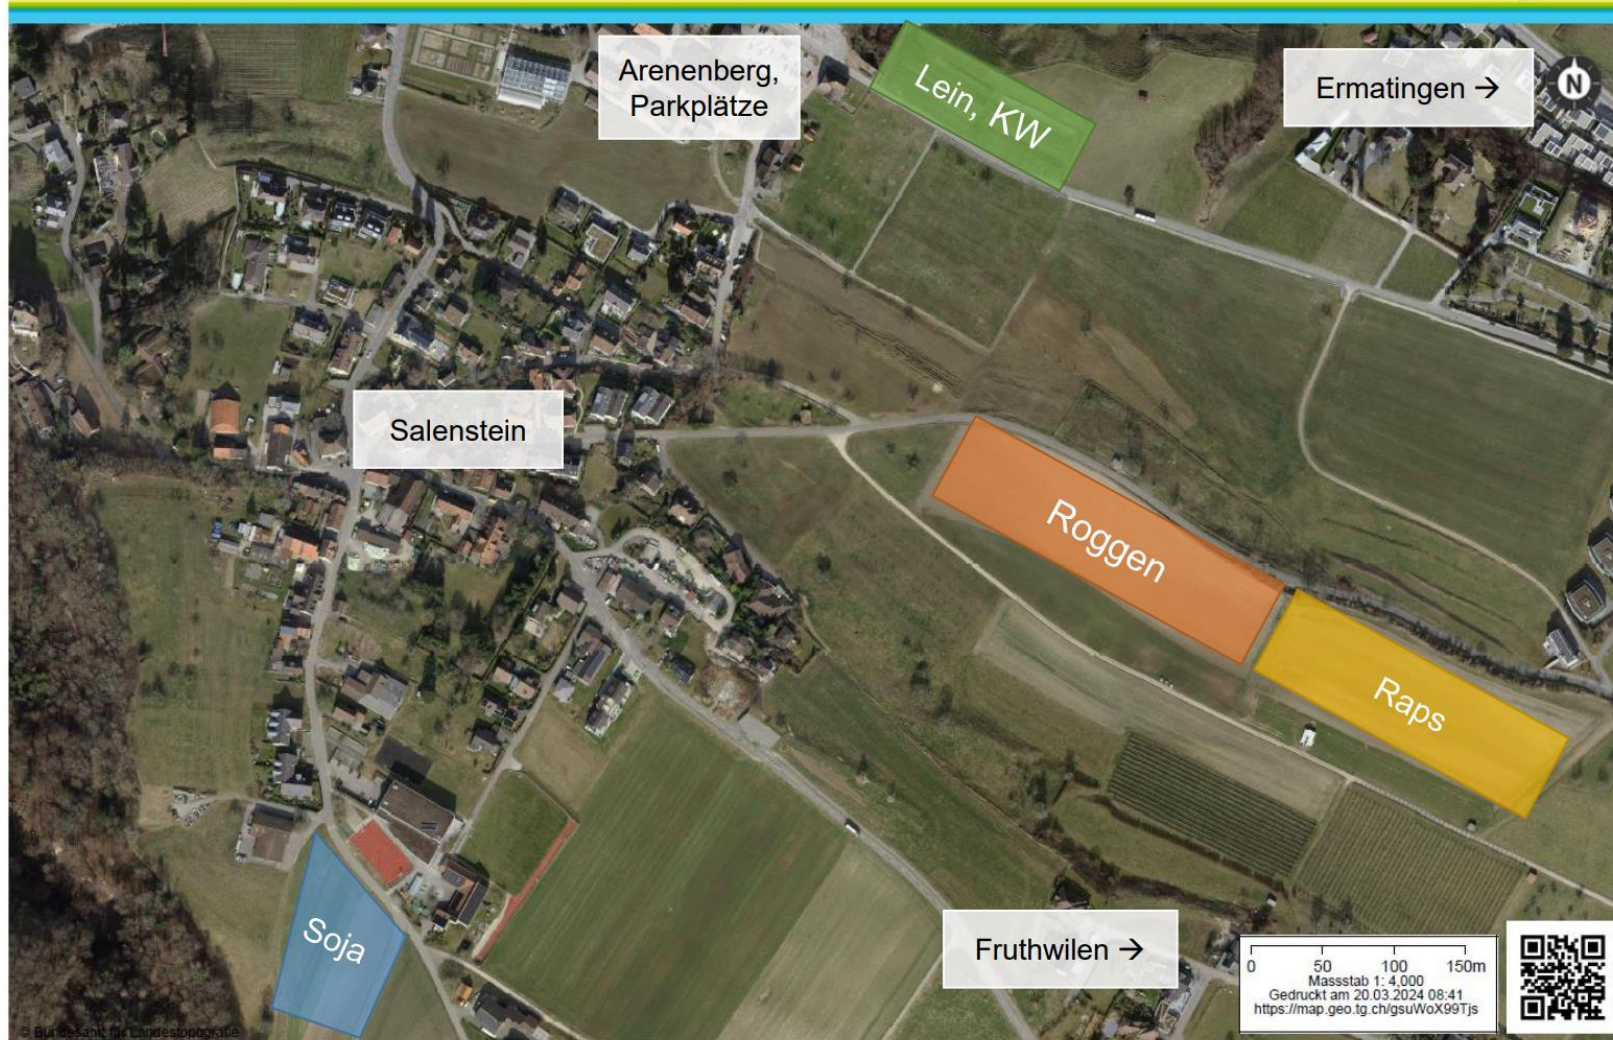 Arenenberg,
Parkplätze
Lein, KW
Ermatingen →
N
Salenstein
Roggen
Raps
Soja
Fruthwilen →
0 50 100 150m
Massstab 1: 4,000
Gedruckt am 20.03.2024 08:41
https://map.geo.tg.ch/gsuWoX99Tjs
© Bundesamt für Landestopografie